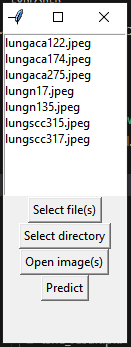 lungaca122.jpeg
lungaca174.jpeg
lungaca275.jpeg
lungn17.jpeg
lungn135.jpeg
lungscc315.jpeg
lungscc317.jpeg
Select file(s)
Select directory
Open image(s)
Predict